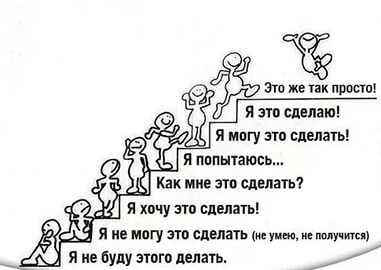 Это же так просто!
Я это сделаю!
Я могу это сделать!
Я попытаюсь...
Как мне это сделать?
Я хочу это сделать!
Я не могу это сделать (не умею, не получится)
Я не буду этого делать.